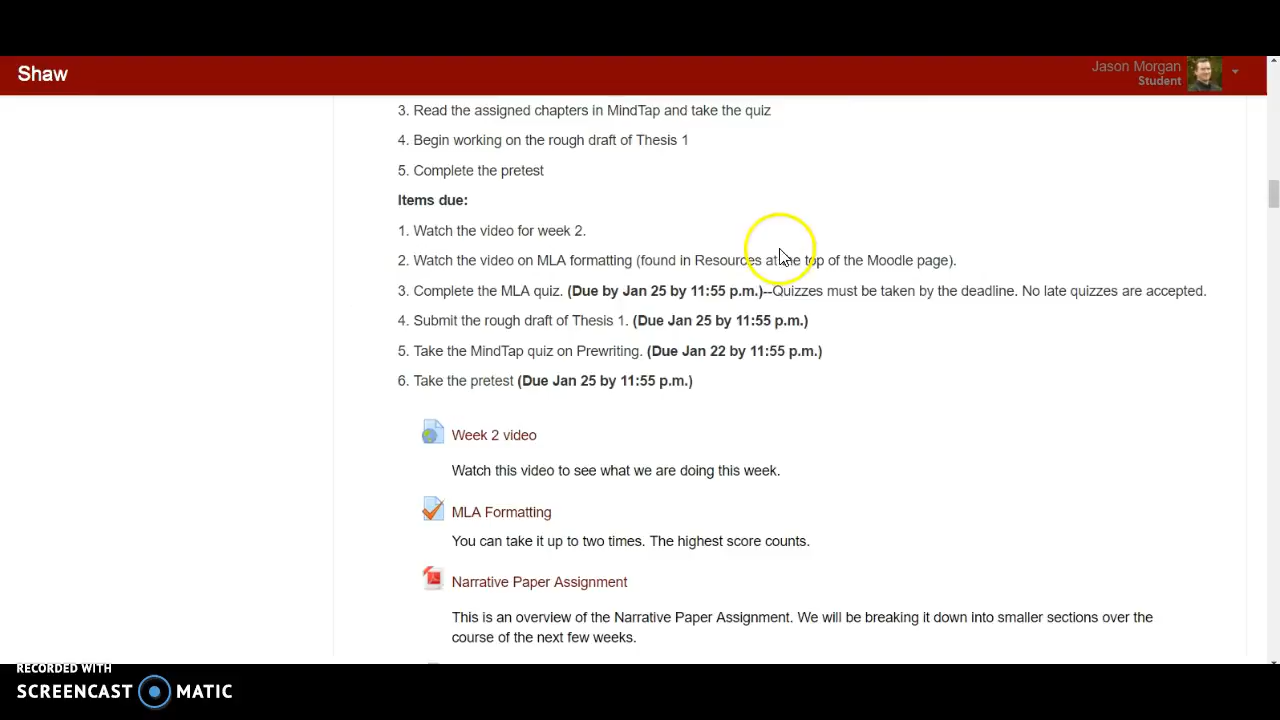 Shaw
Jason Morgan
Student
3. Read the assigned chapters in MindTap and take the quiz
4. Begin working on the rough draft of Thesis 1
5. Complete the pretest
Items due:
1. Watch the video for week 2.
2. Watch the video on MLA formatting (found in Resources at the top of the Moodle page).
3. Complete the MLA quiz. (Due by Jan 25 by 11:55 p.m.)--Quizzes must be taken by the deadline. No late quizzes are accepted.
4. Submit the rough draft of Thesis 1. (Due Jan 25 by 11:55 p.m.)
5. Take the MindTap quiz on Prewriting. (Due Jan 22 by 11:55 p.m.)
6. Take the pretest (Due Jan 25 by 11:55 p.m.)
Week 2 video
Watch this video to see what we are doing this week.
MLA Formatting
You can take it up to two times. The highest score counts.
Narrative Paper Assignment
This is an overview of the Narrative Paper Assignment. We will be breaking it down into smaller sections over the
course of the next few weeks.
RECORDED WITH
SCREENCAST MATIC